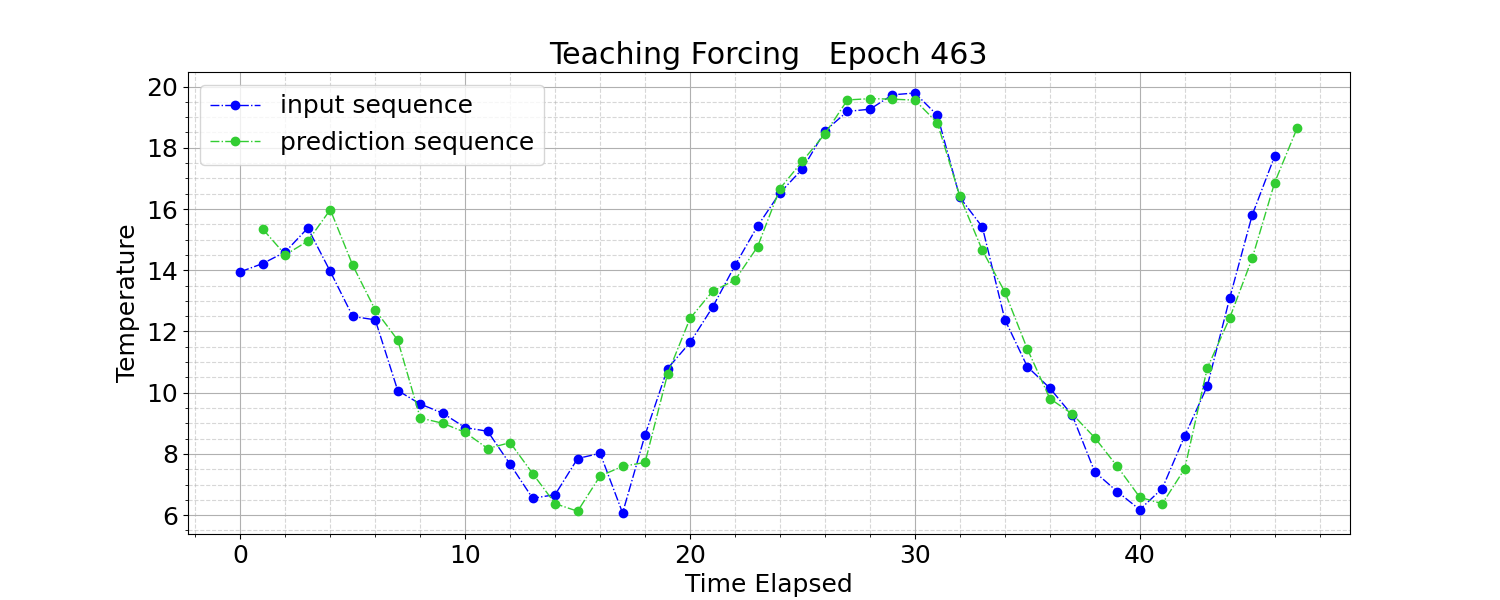 Teaching Forcing   Epoch 463
input sequence
prediction sequence
Temperature
20
18
16
14
12
10
8
6
0
10
20
30
40
Time Elapsed